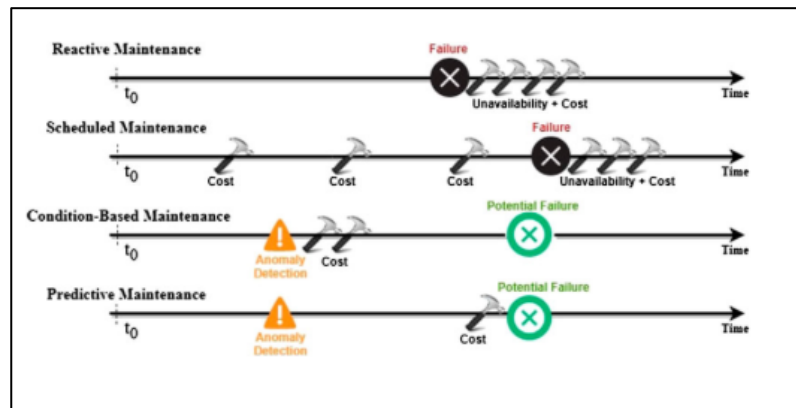 Reactive Maintenance
Failure
t0
Unavailability + Cost
Time
Scheduled Maintenance
Failure
t0
Cost
Cost
Cost
Unavailability + Cost
Time
Condition-Based Maintenance
Potential Failure
t0
Anomaly
Detection
Cost
Time
Predictive Maintenance
Potential Failure
t0
Anomaly
Detection
Cost
Time